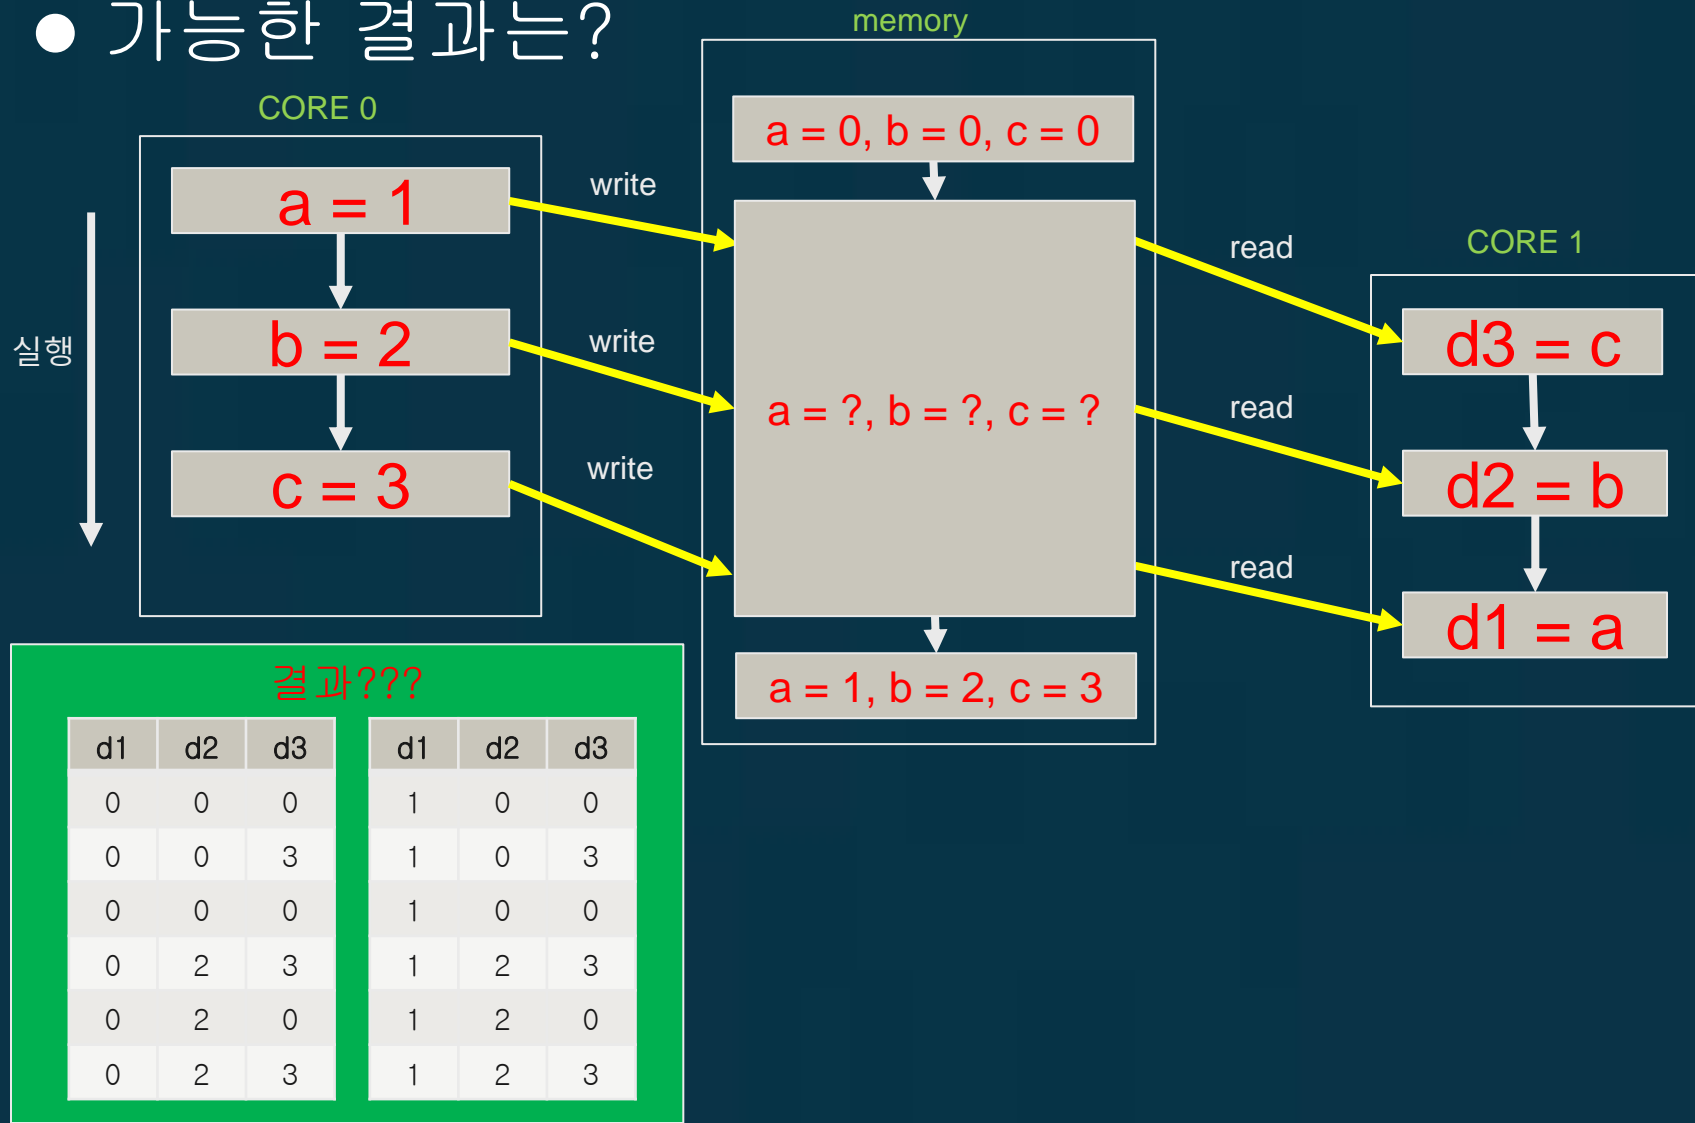 ● 가능한 결과는?
memory
CORE 0
a = 0, b = 0, c = 0
a = 1
write
read
CORE 1
b = 2
write
실행
d3 = c
a = ?, b = ?, c = ?
read
c = 3
write
d2 = b
read
d1 = a
a = 1, b = 2, c = 3
결과???
d1 d2 d3 d1 d2 d3
0 0 0 1 0 0
0 0 3 1 0 3
0 0 0 1 0 0
0 2 3 1 2 3
0 2 0 1 2 0
0 2 3 1 2 3